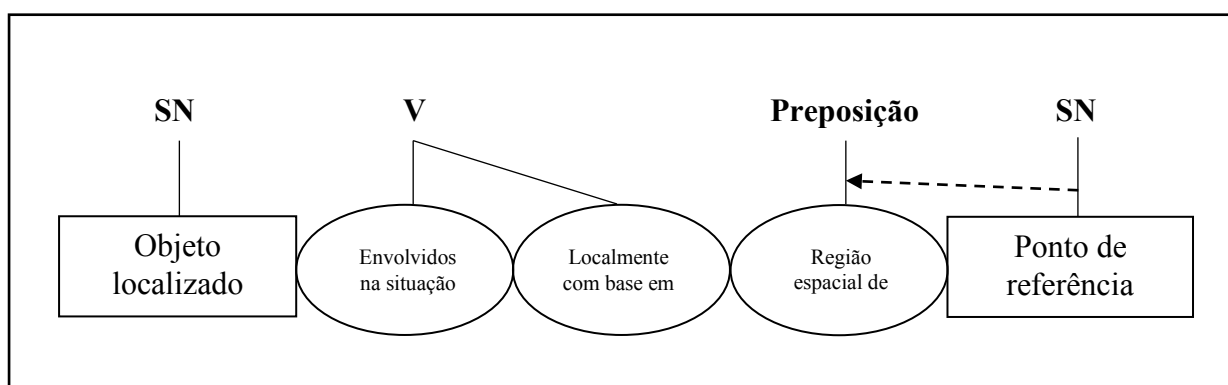 SN V Preposição SN
Objeto
localizado
Envolvidos
na situação
Localmente
com base em
Região
espacial de
Ponto de
referência